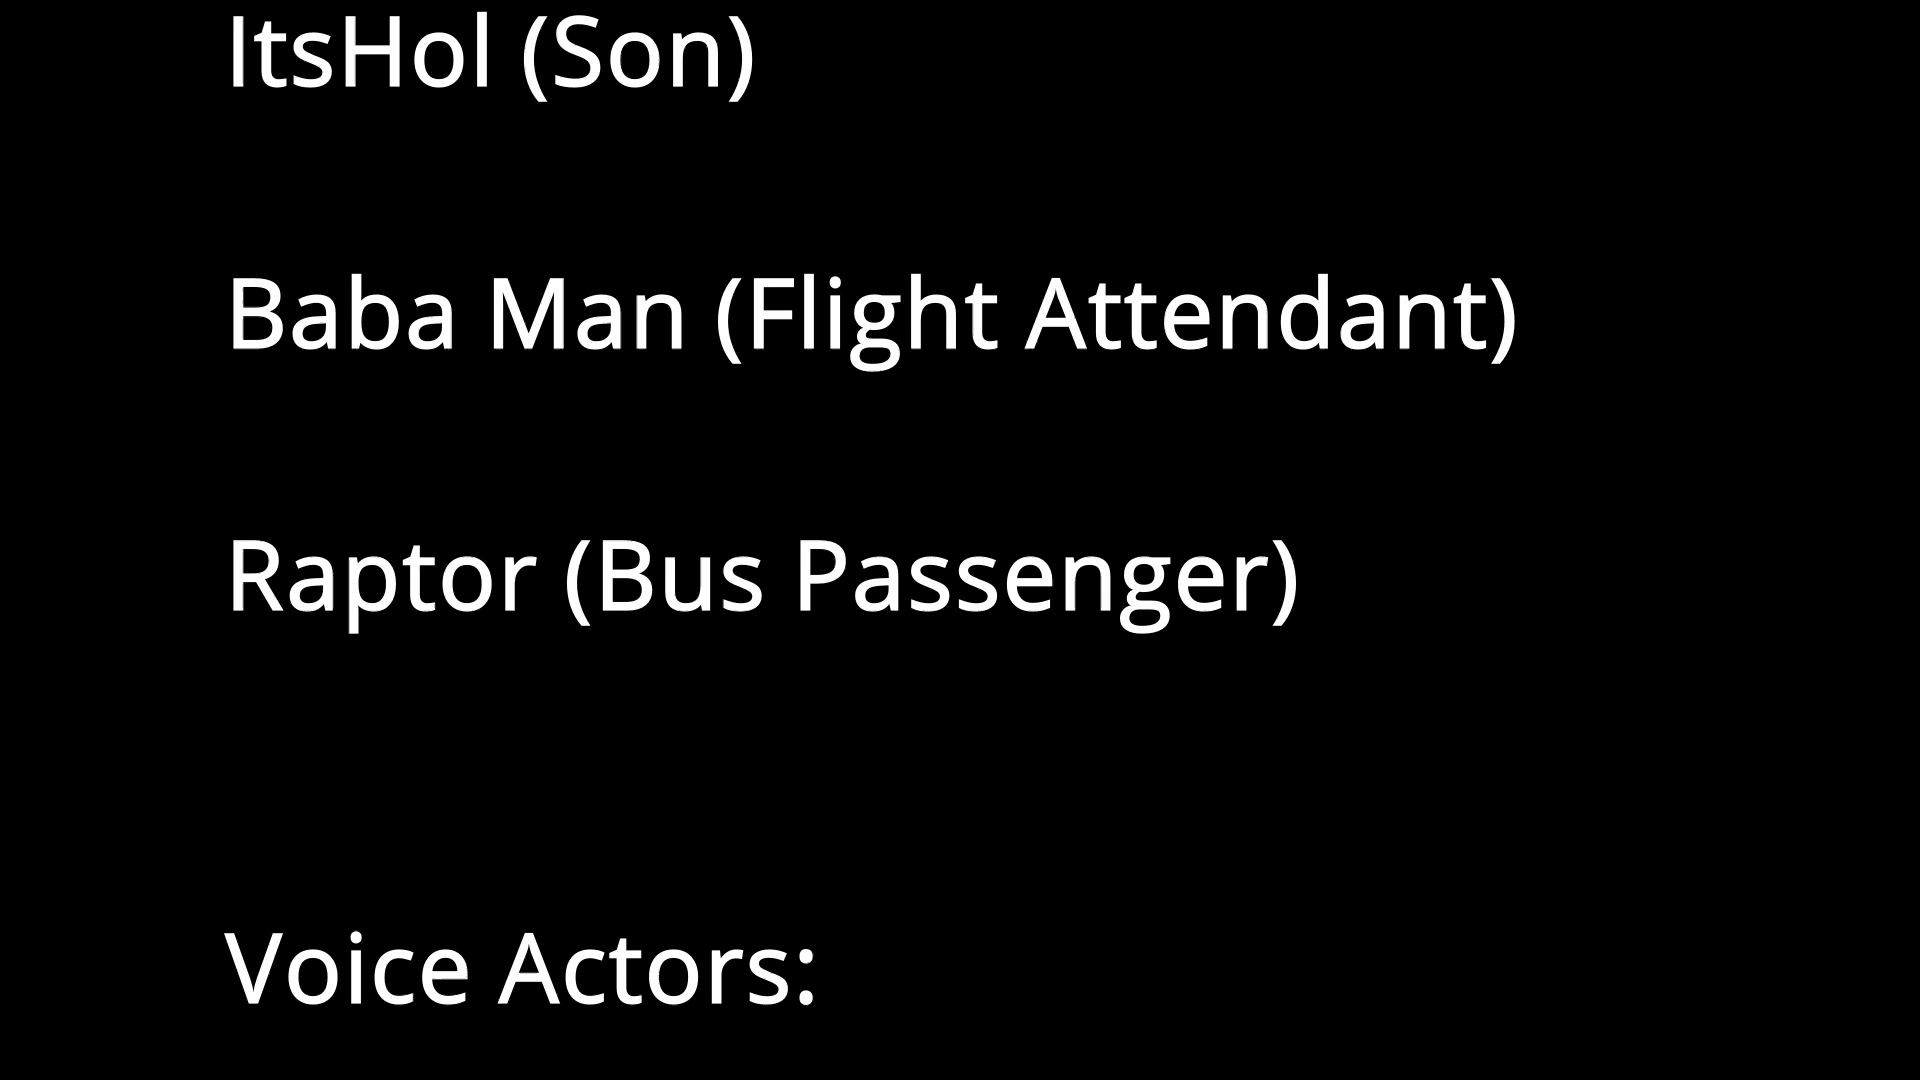 ItsHol (Son)
Baba Man (Flight Attendant)
Raptor (Bus Passenger)
Voice Actors: